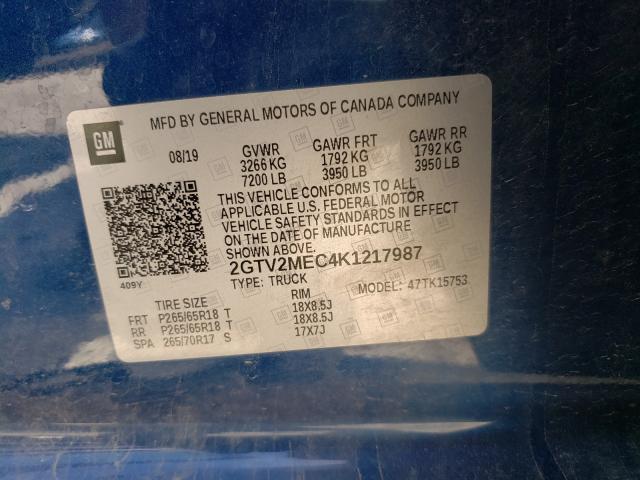 MFD BY GENERAL MOTORS OF CANADA COMPANY
GM
08/19
GVWR
3266 KG
7200 LB
GAWR FRT
1792 KG
3950 LB
GAWR RR
1792 KG
3950 LB
THIS VEHICLE CONFORMS TO ALL
APPLICABLE U.S. FEDERAL MOTOR
VEHICLE SAFETY STANDARDS IN EFFECT
ON THE DATE OF MANUFACTURE
SHOWN ABOVE
409Y
2GTV2MEC4K1217987
TYPE: TRUCK
MODEL: 47TK15753
TIRE SIZE RIM
FRT P265/65R18 T 18X8.5J
RR P265/65R18 T 18X8.5J
SPA 265/70R17 S 17X7J